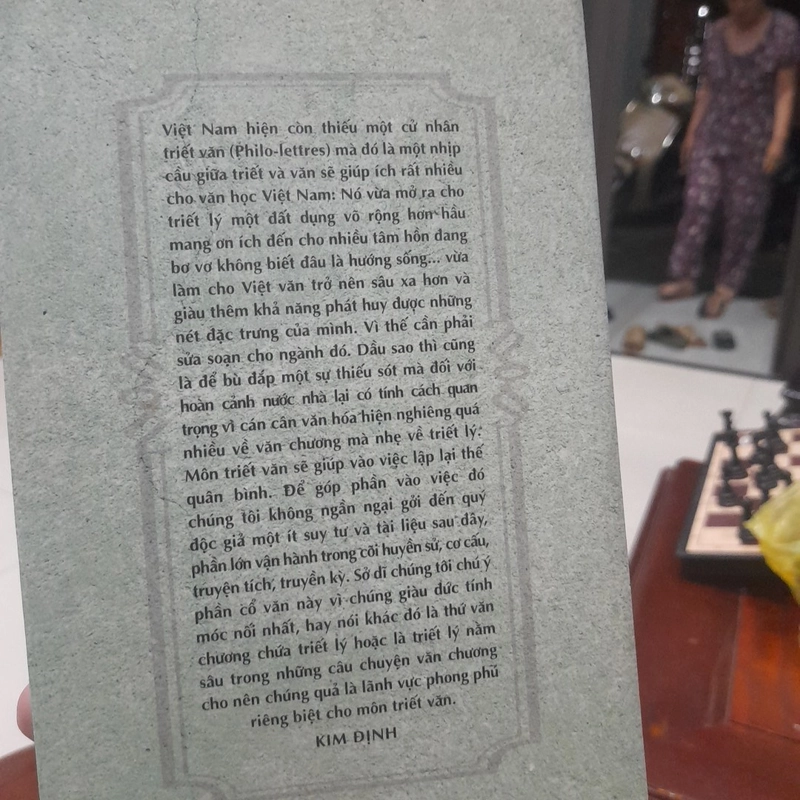 Việt Nam hiện còn thiếu một cử nhân
triết văn (Philo-lettres) mà đó là một nhịp
cầu giữa triết và văn sẽ giúp ích rất nhiều
cho văn học Việt Nam: Nó vừa mở ra cho
triết lý một đất dụng võ rộng hơn hầu
mang ơn ích đến cho nhiều tâm hồn đang
bơ vơ không biết đâu là hướng sống... vừa
làm cho Việt văn trở nên sâu xa hơn và
giàu thêm khả năng phát huy được những
nét đặc trưng của mình. Vì thế cần phải
sửa soạn cho ngành đó. Dầu sao thì cũng
là để bù đáp một sự thiếu sót mà đối với
hoàn cảnh nước nhà lại có tính cách quan
trọng vì cán cân văn hóa hiện nghiêng quá
nhiều về văn chương mà nhẹ về triết lý:
Môn triết văn sẽ giúp vào việc lập lại thế
quân bình. Để góp phần vào việc đó
chúng tôi không ngần ngại gởi đến quý
độc giả một ít suy tư và tài liệu sau đây,
phần lớn vận hành trong cõi huyền sử, cơ cấu,
truyện tích, truyền kỳ. Sở dĩ chúng tôi chú ý
phần cổ văn này vì chúng giàu đức tính
móc nối nhất, hay nói khác đó là thứ văn
chương chứa triết lý hoặc là triết lý nằm
sâu trong những câu chuyện văn chương
cho nên chúng quả là lãnh vực phong phú
riêng biệt cho môn triết văn.
KIM ĐỊNH